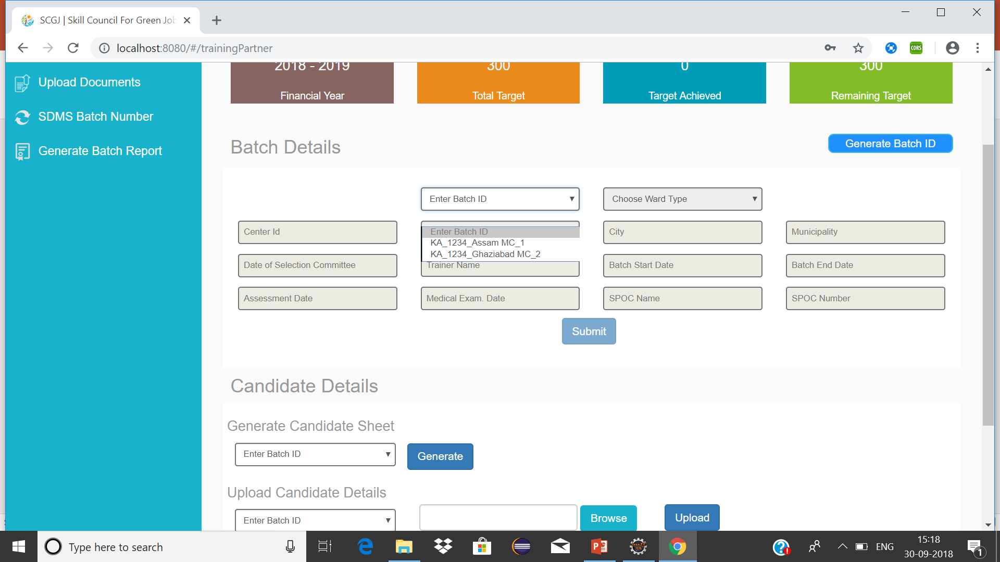 SCGJ | Skill Council For Green Job
localhost:8080/#/trainingPartner
CORS
Upload Documents
SDMS Batch Number
Generate Batch Report
2018 - 2019
Financial Year
300
Total Target
0
Target Achieved
300
Remaining Target
Batch Details
Generate Batch ID
Enter Batch ID
Choose Ward Type
Center Id
Enter Batch ID
KA_1234_Assam MC_1
KA_1234_Ghaziabad MC_2
City
Municipality
Date of Selection Committee
Trainer Name
Batch Start Date
Batch End Date
Assessment Date
Medical Exam. Date
SPOC Name
SPOC Number
Submit
Candidate Details
Generate Candidate Sheet
Enter Batch ID
Generate
Upload Candidate Details
Enter Batch ID
Browse
Upload
Type here to search
Java EE
IDE
ENG
15:18
30-09-2018
1